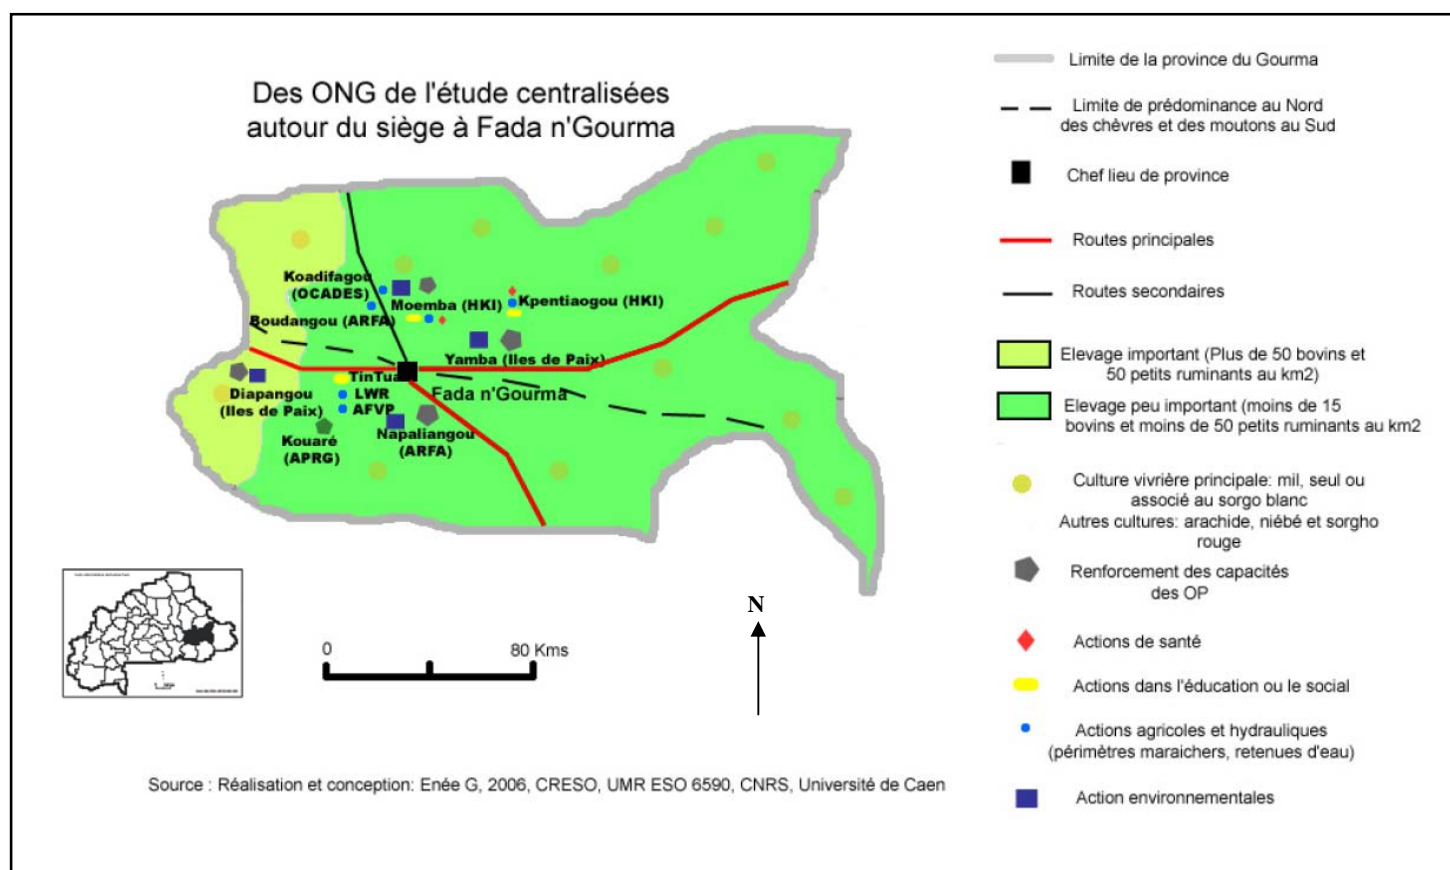 Des ONG de l'étude centralisées
autour du siège à Fada n'Gourma
Koadifagou
(OCADES)
Moemba (HKI)
Kpentiaogou (HKI)
Boudangou (ARFA)
Yamba (Iles de Paix)
TinTua
LWR
AFVP
Fada n'Gourma
Diapangou
(Iles de Paix)
Napaliangou
(ARFA)
Kouaré
(APRG)
0
80 Kms
N
Source : Réalisation et conception: Enée G, 2006, CRESO, UMR ESO 6590, CNRS, Université de Caen
Limite de la province du Gourma
Limite de prédominance au Nord
des chèvres et des moutons au Sud
Chef lieu de province
Routes principales
Routes secondaires
Elevage important (Plus de 50 bovins et
50 petits ruminants au km2)
Elevage peu important (moins de 15
bovins et moins de 50 petits ruminants au km2
Culture vivrière principale: mil, seul ou
associé au sorgo blanc
Autres cultures: arachide, niébé et sorgho
rouge
Renforcement des capacités
des OP
Actions de santé
Actions dans l'éducation ou le social
Actions agricoles et hydrauliques
(périmètres maraichers, retenues d'eau)
Action environnementales